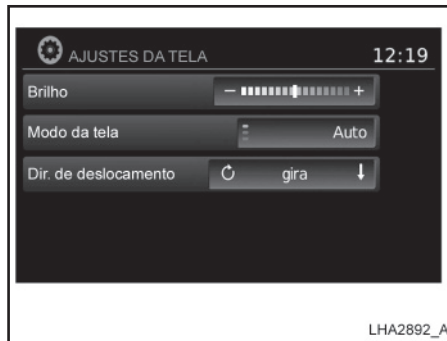 AJUSTES DA TELA 12:19
Brilho - +
Modo da tela Auto
Dir. de deslocamento gira
LHA2892_A